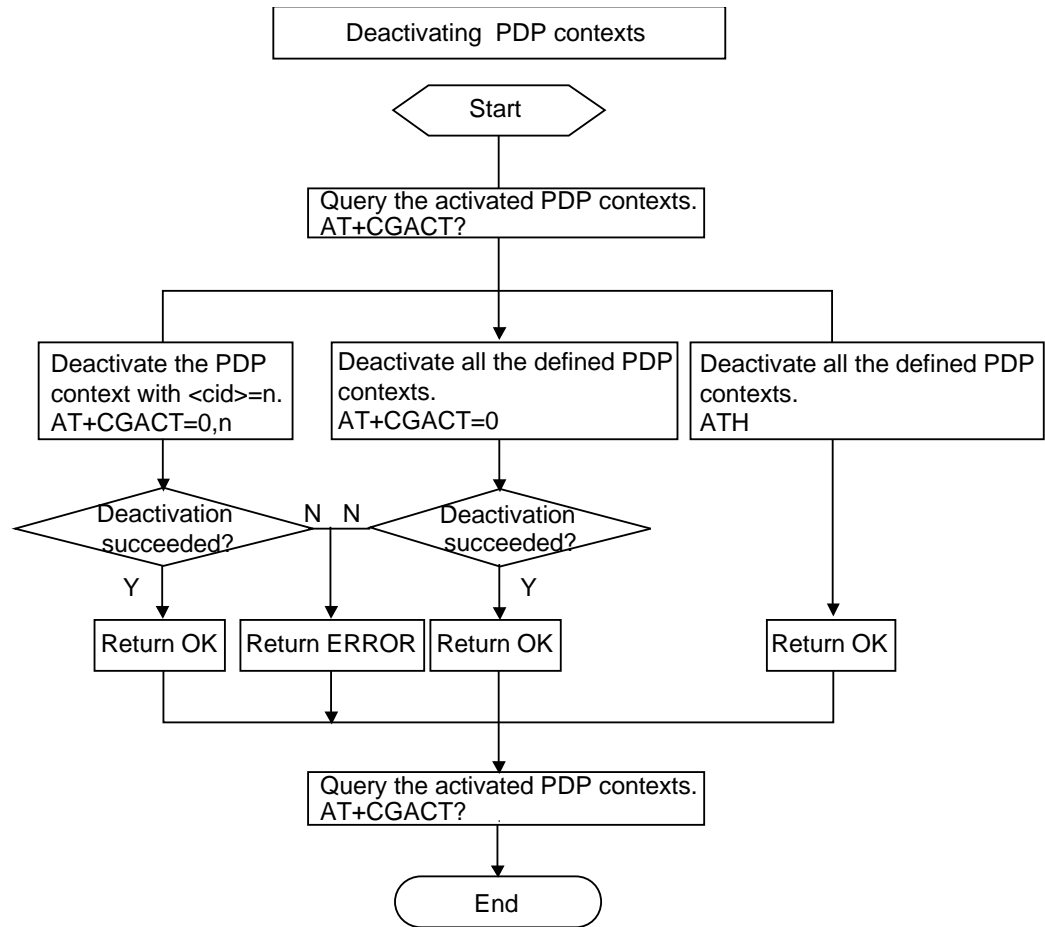 Deactivating PDP contexts
Start
Query the activated PDP contexts.
AT+CGACT?
Deactivate the PDP
context with <cid>=n.
AT+CGACT=0,n
Deactivate all the defined PDP
contexts.
AT+CGACT=0
Deactivate all the defined PDP
contexts.
ATH
Deactivation
succeeded?
N
N
Deactivation
succeeded?
Y
Y
Return OK
Return ERROR
Return OK
Return OK
Query the activated PDP contexts.
AT+CGACT?
End